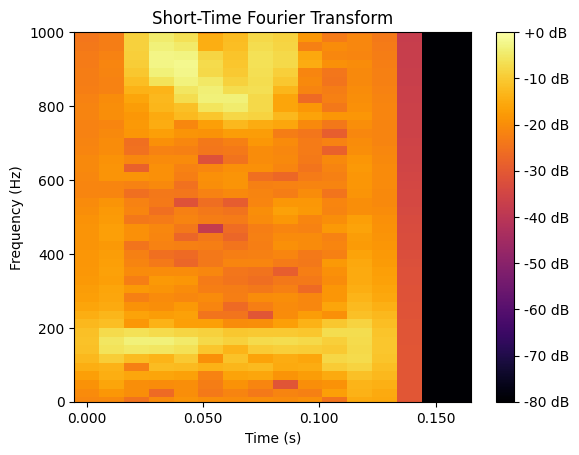 Short-Time Fourier Transform
Frequency (Hz)
1000
800
600
400
200
0
0.000
0.050
0.100
0.150
Time (s)
+0 dB
-10 dB
-20 dB
-30 dB
-40 dB
-50 dB
-60 dB
-70 dB
-80 dB